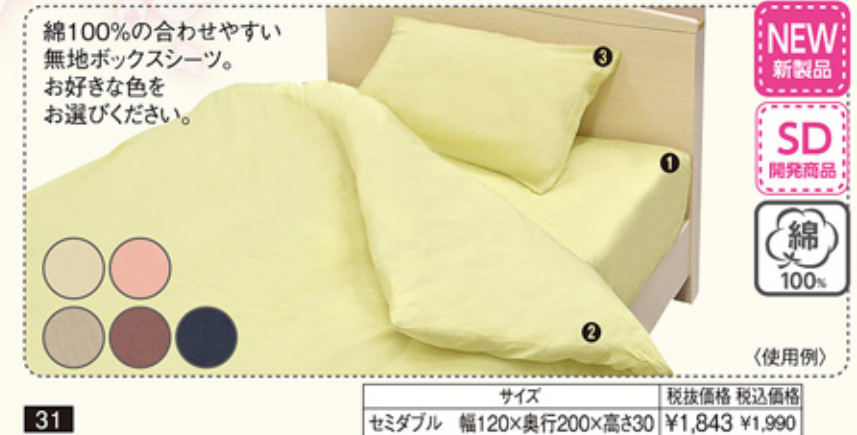 綿100%の合わせやすい
無地ボックスシーツ。
お好きな色を
お選びください。
NEW
新製品
SD
開発商品
綿
100%
❸
❶
❷
〈使用例〉
31
サイズ 税抜価格 税込価格
セミダブル 幅120×奥行200×高さ30 ¥1,843 ¥1,990